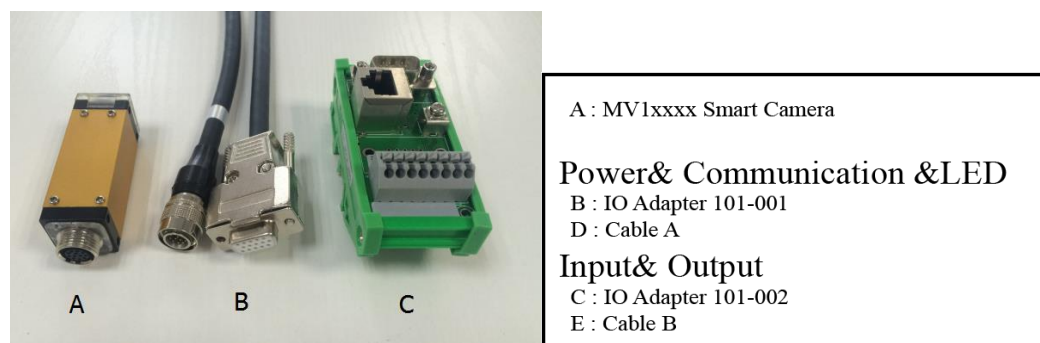 A
B
C
A : MV1xxxx Smart Camera
Power& Communication &LED
B : IO Adapter 101-001
D : Cable A
Input& Output
C : IO Adapter 101-002
E : Cable B